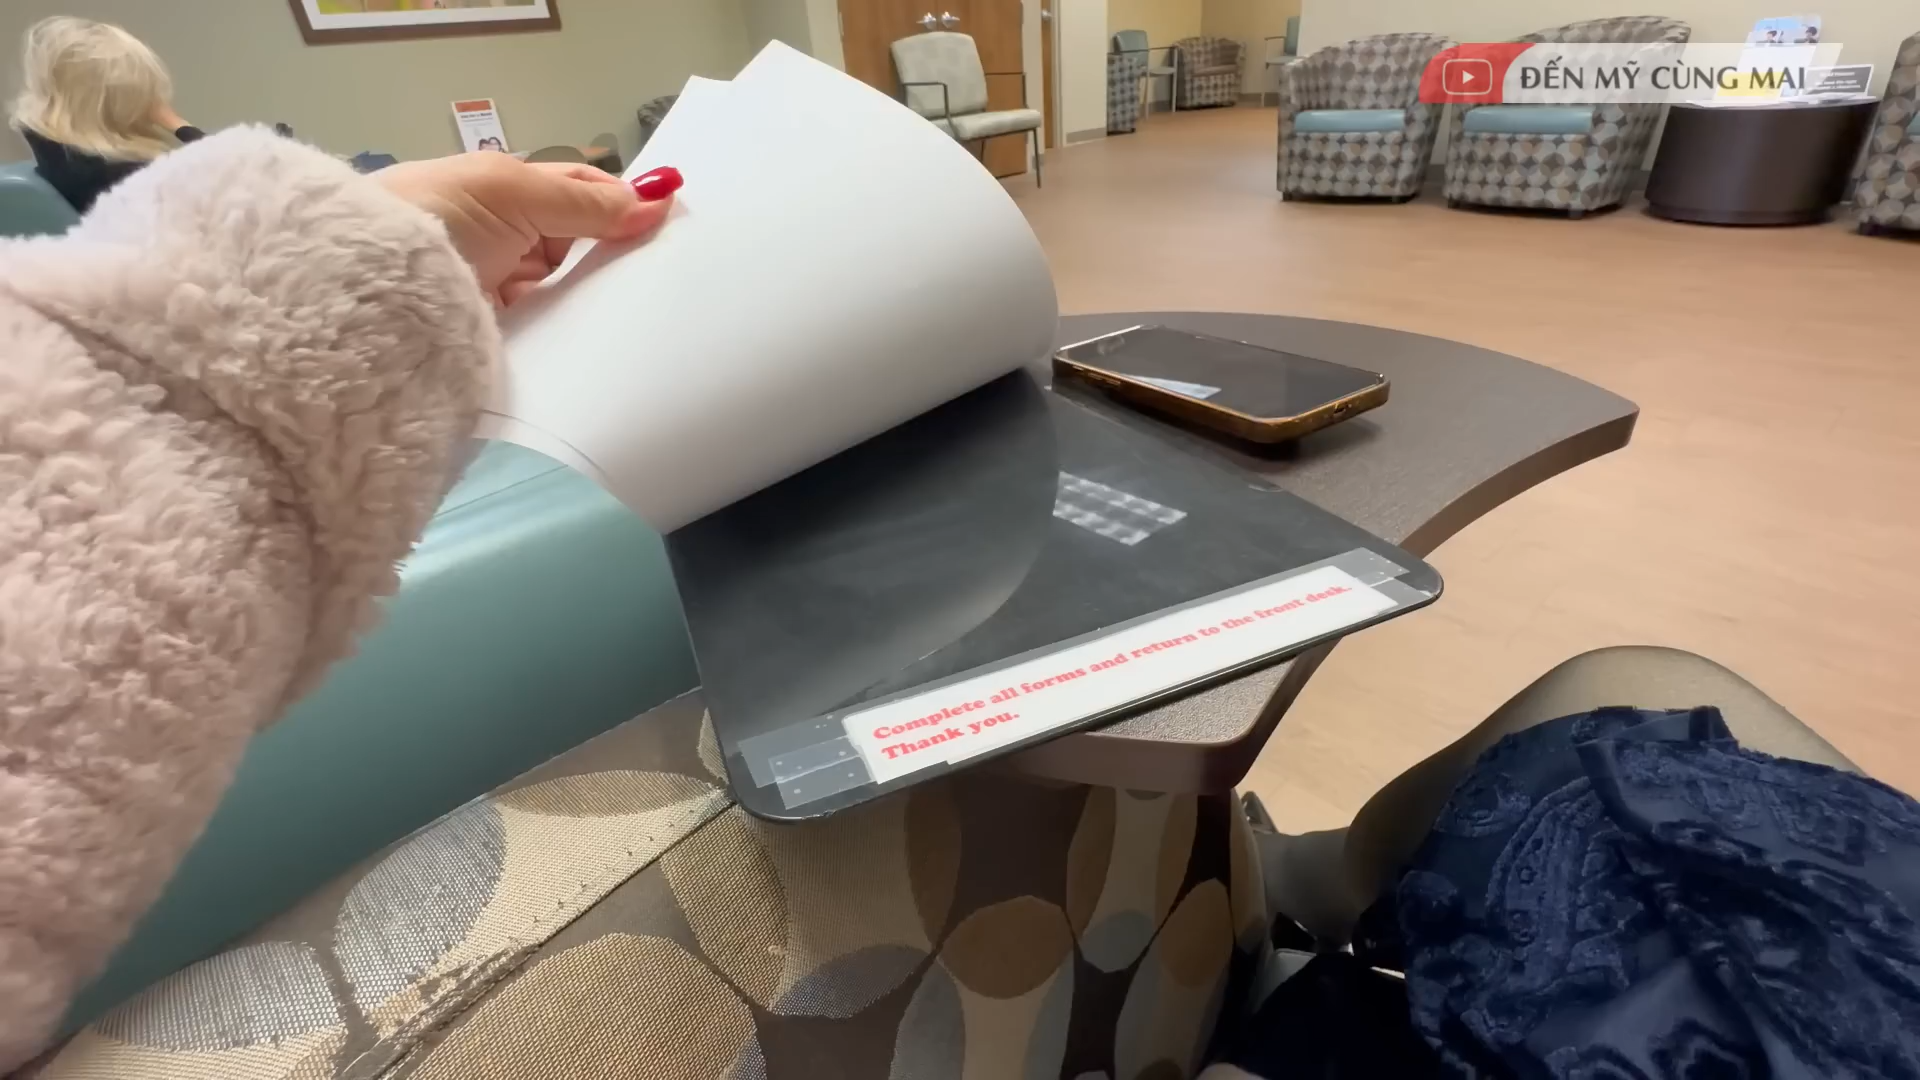 ĐẾN MỸ CÙNG MAI
Complete all forms and return to the front desk.
Thank you.